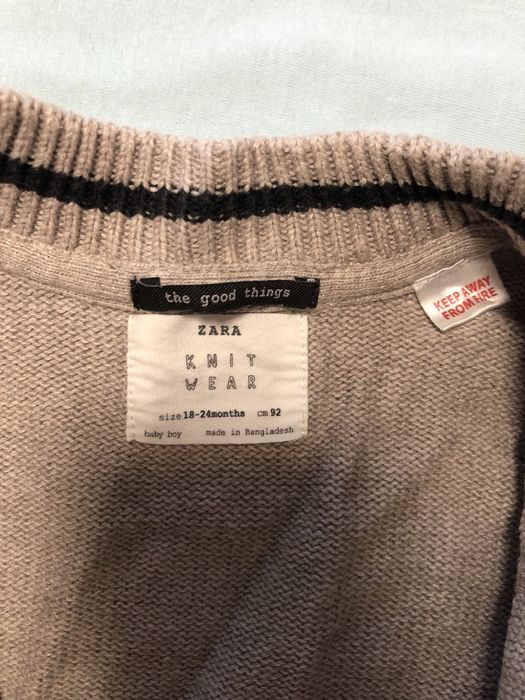 the good things
ZARA
KNIT
WEAR
size 18-24months cm 92
baby boy made in Bangladesh
KEEP AWAY
FROM FIRE